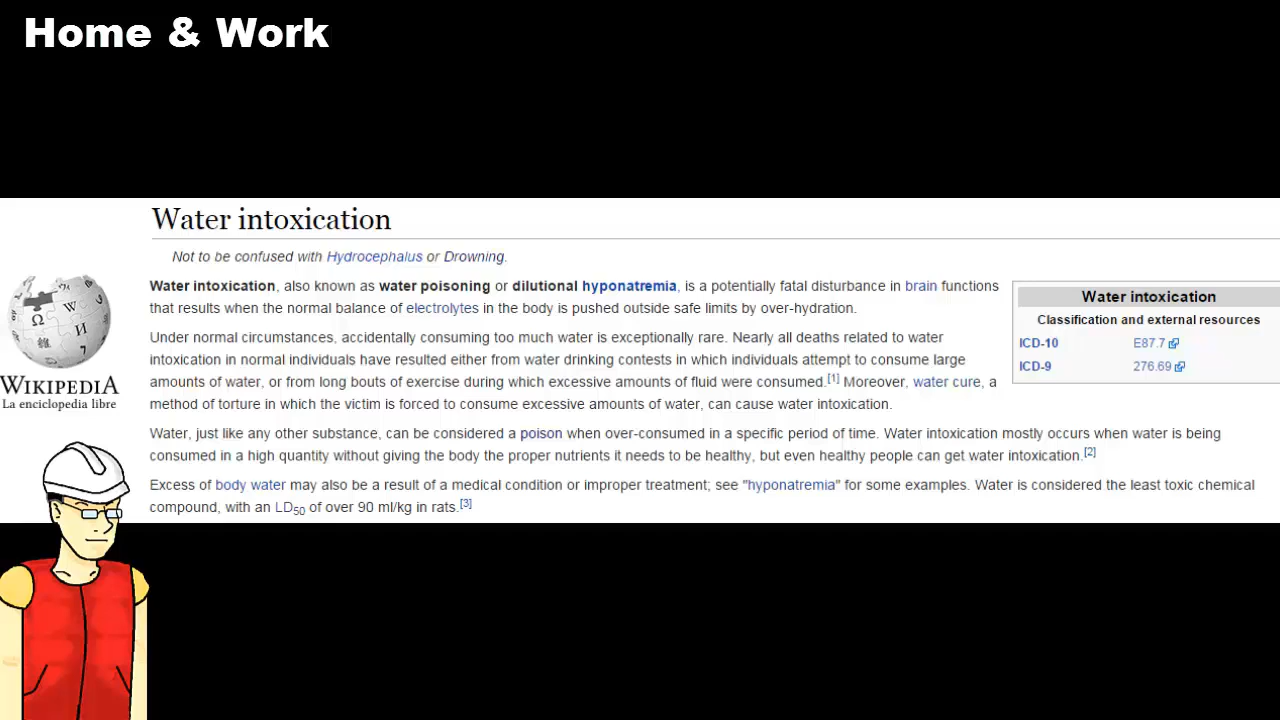 Home & Work
Water intoxication
Not to be confused with Hydrocephalus or Drowning.
Water intoxication, also known as water poisoning or dilutional hyponatremia, is a potentially fatal disturbance in brain functions
that results when the normal balance of electrolytes in the body is pushed outside safe limits by over-hydration.
Under normal circumstances, accidentally consuming too much water is exceptionally rare. Nearly all deaths related to water
intoxication in normal individuals have resulted either from water drinking contests in which individuals attempt to consume large
amounts of water, or from long bouts of exercise during which excessive amounts of fluid were consumed.[1] Moreover, water cure, a
method of torture in which the victim is forced to consume excessive amounts of water, can cause water intoxication.
Water, just like any other substance, can be considered a poison when over-consumed in a specific period of time. Water intoxication mostly occurs when water is being
consumed in a high quantity without giving the body the proper nutrients it needs to be healthy, but even healthy people can get water intoxication.[2]
Excess of body water may also be a result of a medical condition or improper treatment; see "hyponatremia" for some examples. Water is considered the least toxic chemical
compound, with an LD50 of over 90 ml/kg in rats.[3]
Water intoxication
Classification and external resources
ICD-10 E87.7
ICD-9 276.69
Ω W И
WIKIPEDIA
La enciclopedia libre